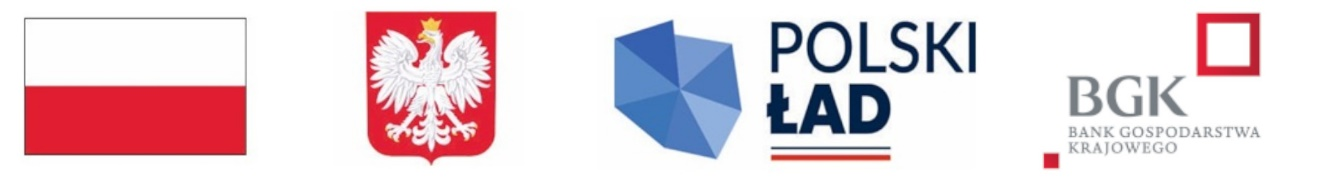 POLSKI
ŁAD
BGK
BANK GOSPODARSTWA
KRAJOWEGO